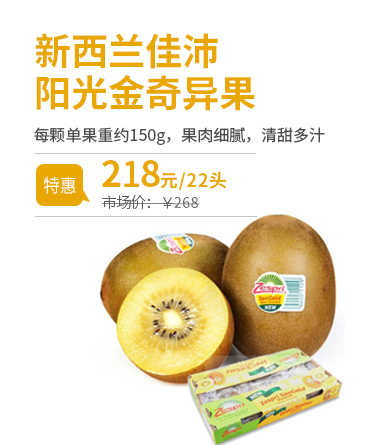 新西兰佳沛
阳光金奇异果
每颗单果重约150g，果肉细腻，清甜多汁
特惠
218元/22头
市场价：￥268
Zespri
SunGold
NEW
Zespri SunGold